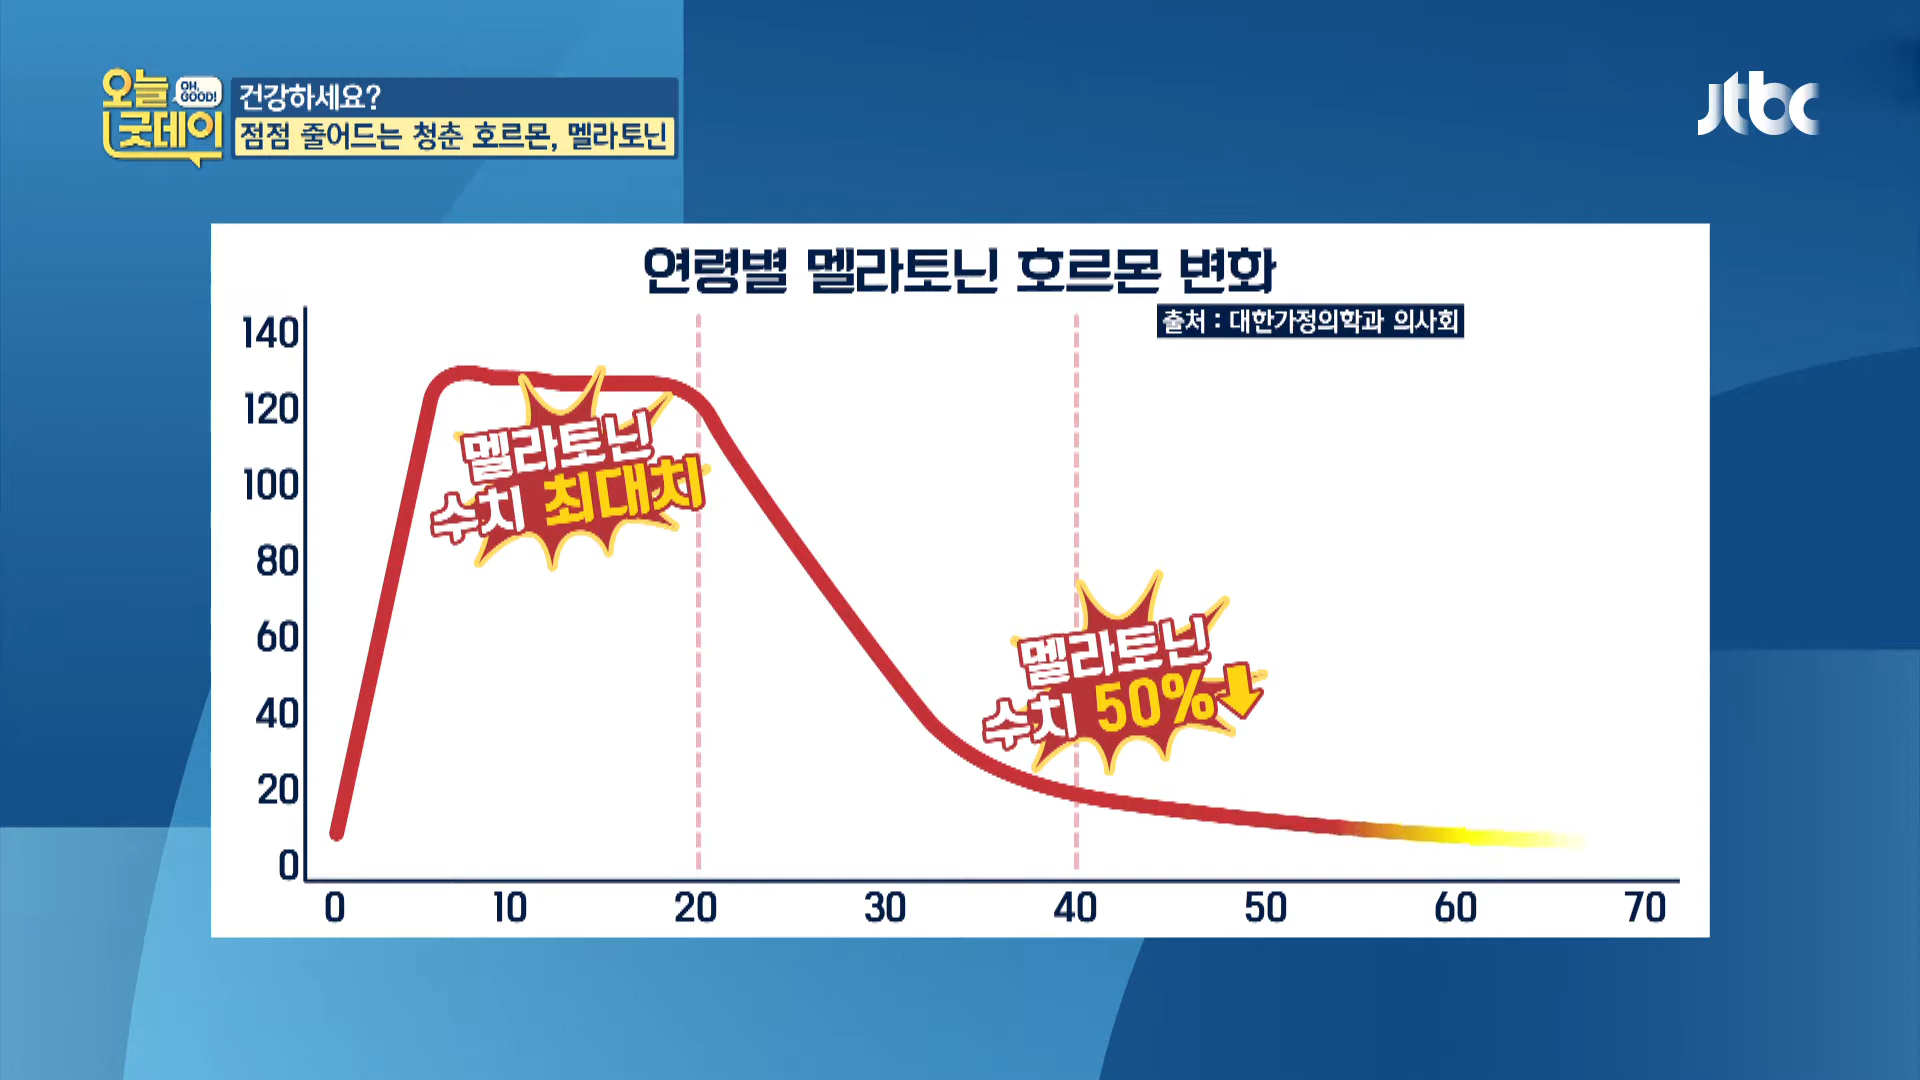 오늘
OH,
GOOD!
굿데이
건강하세요?
점점 줄어드는 청춘 호르몬, 멜라토닌
jtbc
연령별 멜라토닌 호르몬 변화
출처 : 대한가정의학과 의사회
140
120
100
80
60
40
20
0
멜라토닌
수치 최대치
멜라토닌
수치 50%
0 10 20 30 40 50 60 70